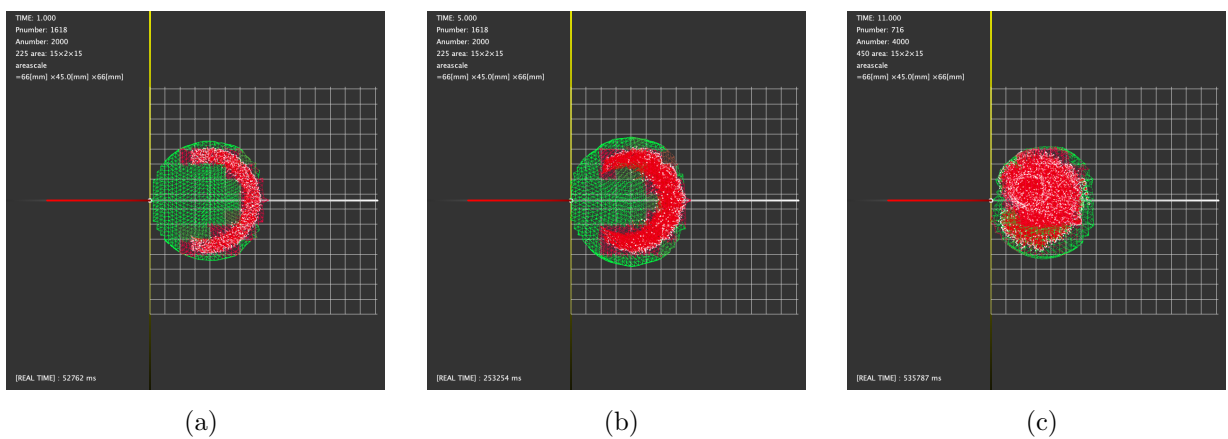 TIME: 1.000
Pnumber: 1618
Anumber: 2000
225 area: 15×2×15
areascale
=66[mm] ×45.0[mm] ×66[mm]
[REAL TIME] : 52762 ms
(a)
TIME: 5.000
Pnumber: 1618
Anumber: 2000
225 area: 15×2×15
areascale
=66[mm] ×45.0[mm] ×66[mm]
[REAL TIME] : 253254 ms
(b)
TIME: 11.000
Pnumber: 716
Anumber: 4000
450 area: 15×2×15
areascale
=66[mm] ×45.0[mm] ×66[mm]
[REAL TIME] : 535787 ms
(c)